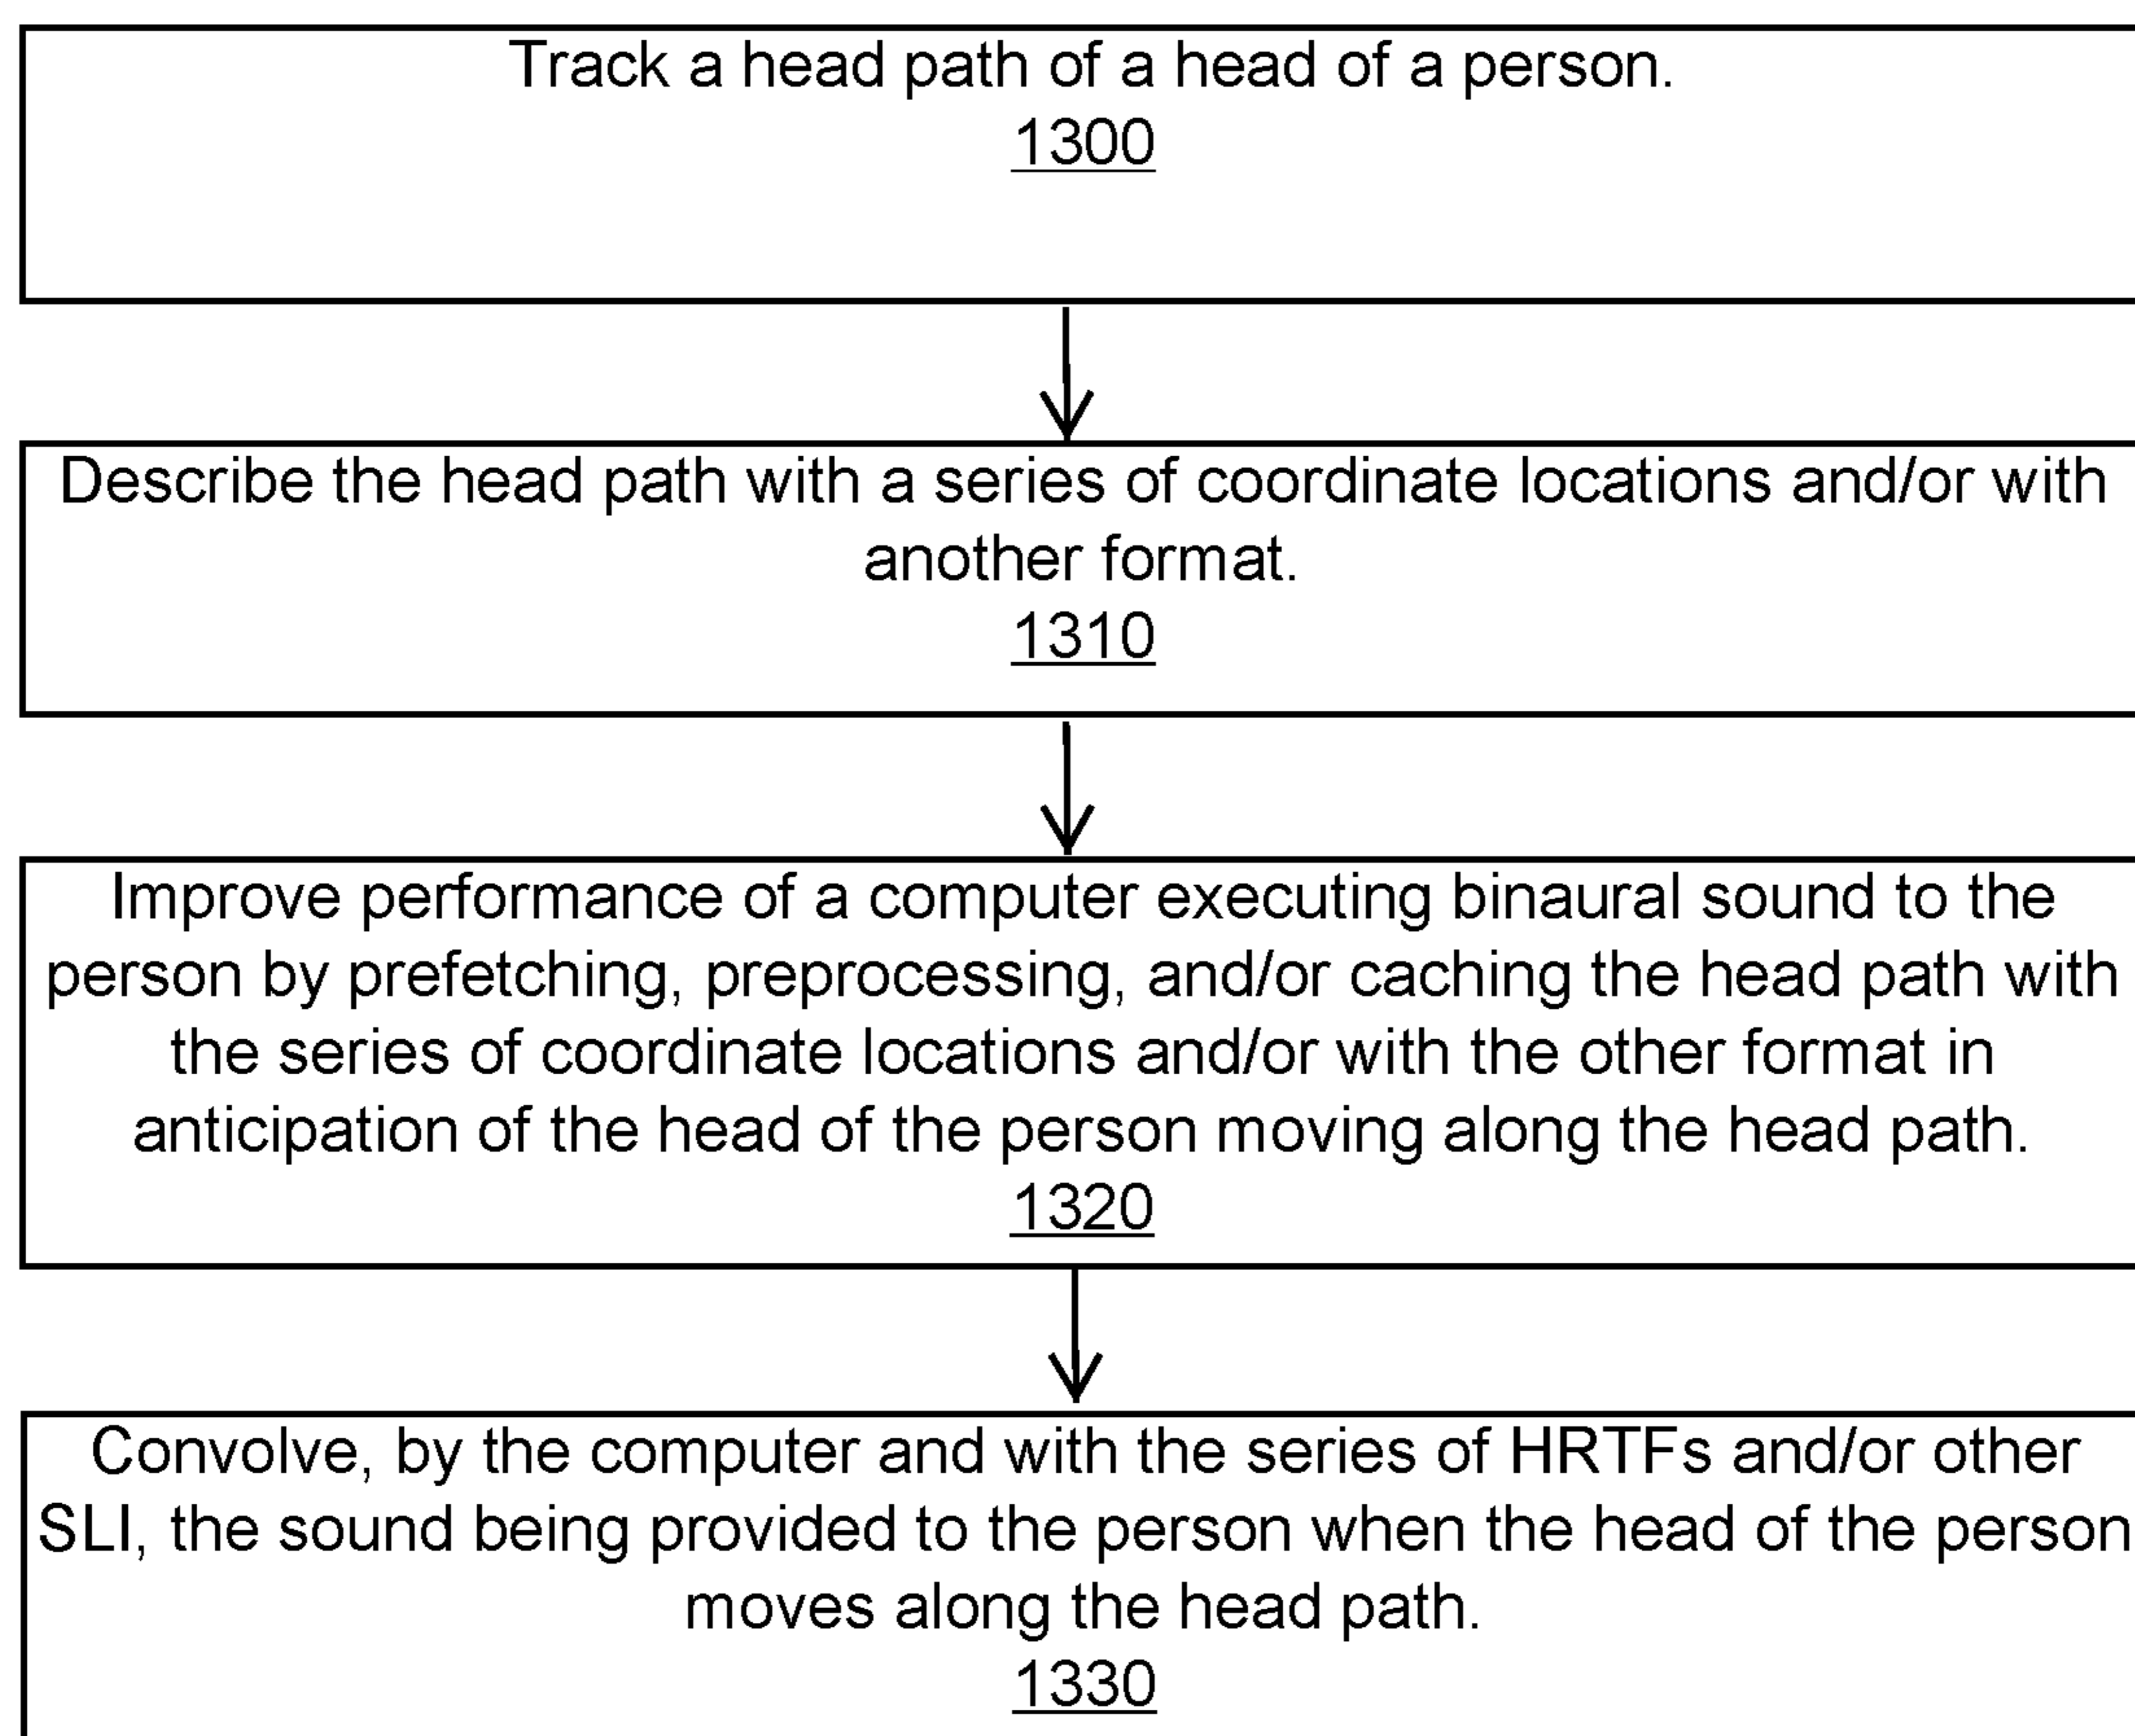 Track a head path of a head of a person.
1300
Describe the head path with a series of coordinate locations and/or with
another format.
1310
Improve performance of a computer executing binaural sound to the
person by prefetching, preprocessing, and/or caching the head path with
the series of coordinate locations and/or with the other format in
anticipation of the head of the person moving along the head path.
1320
Convolve, by the computer and with the series of HRTFs and/or other
SLI, the sound being provided to the person when the head of the person
moves along the head path.
1330